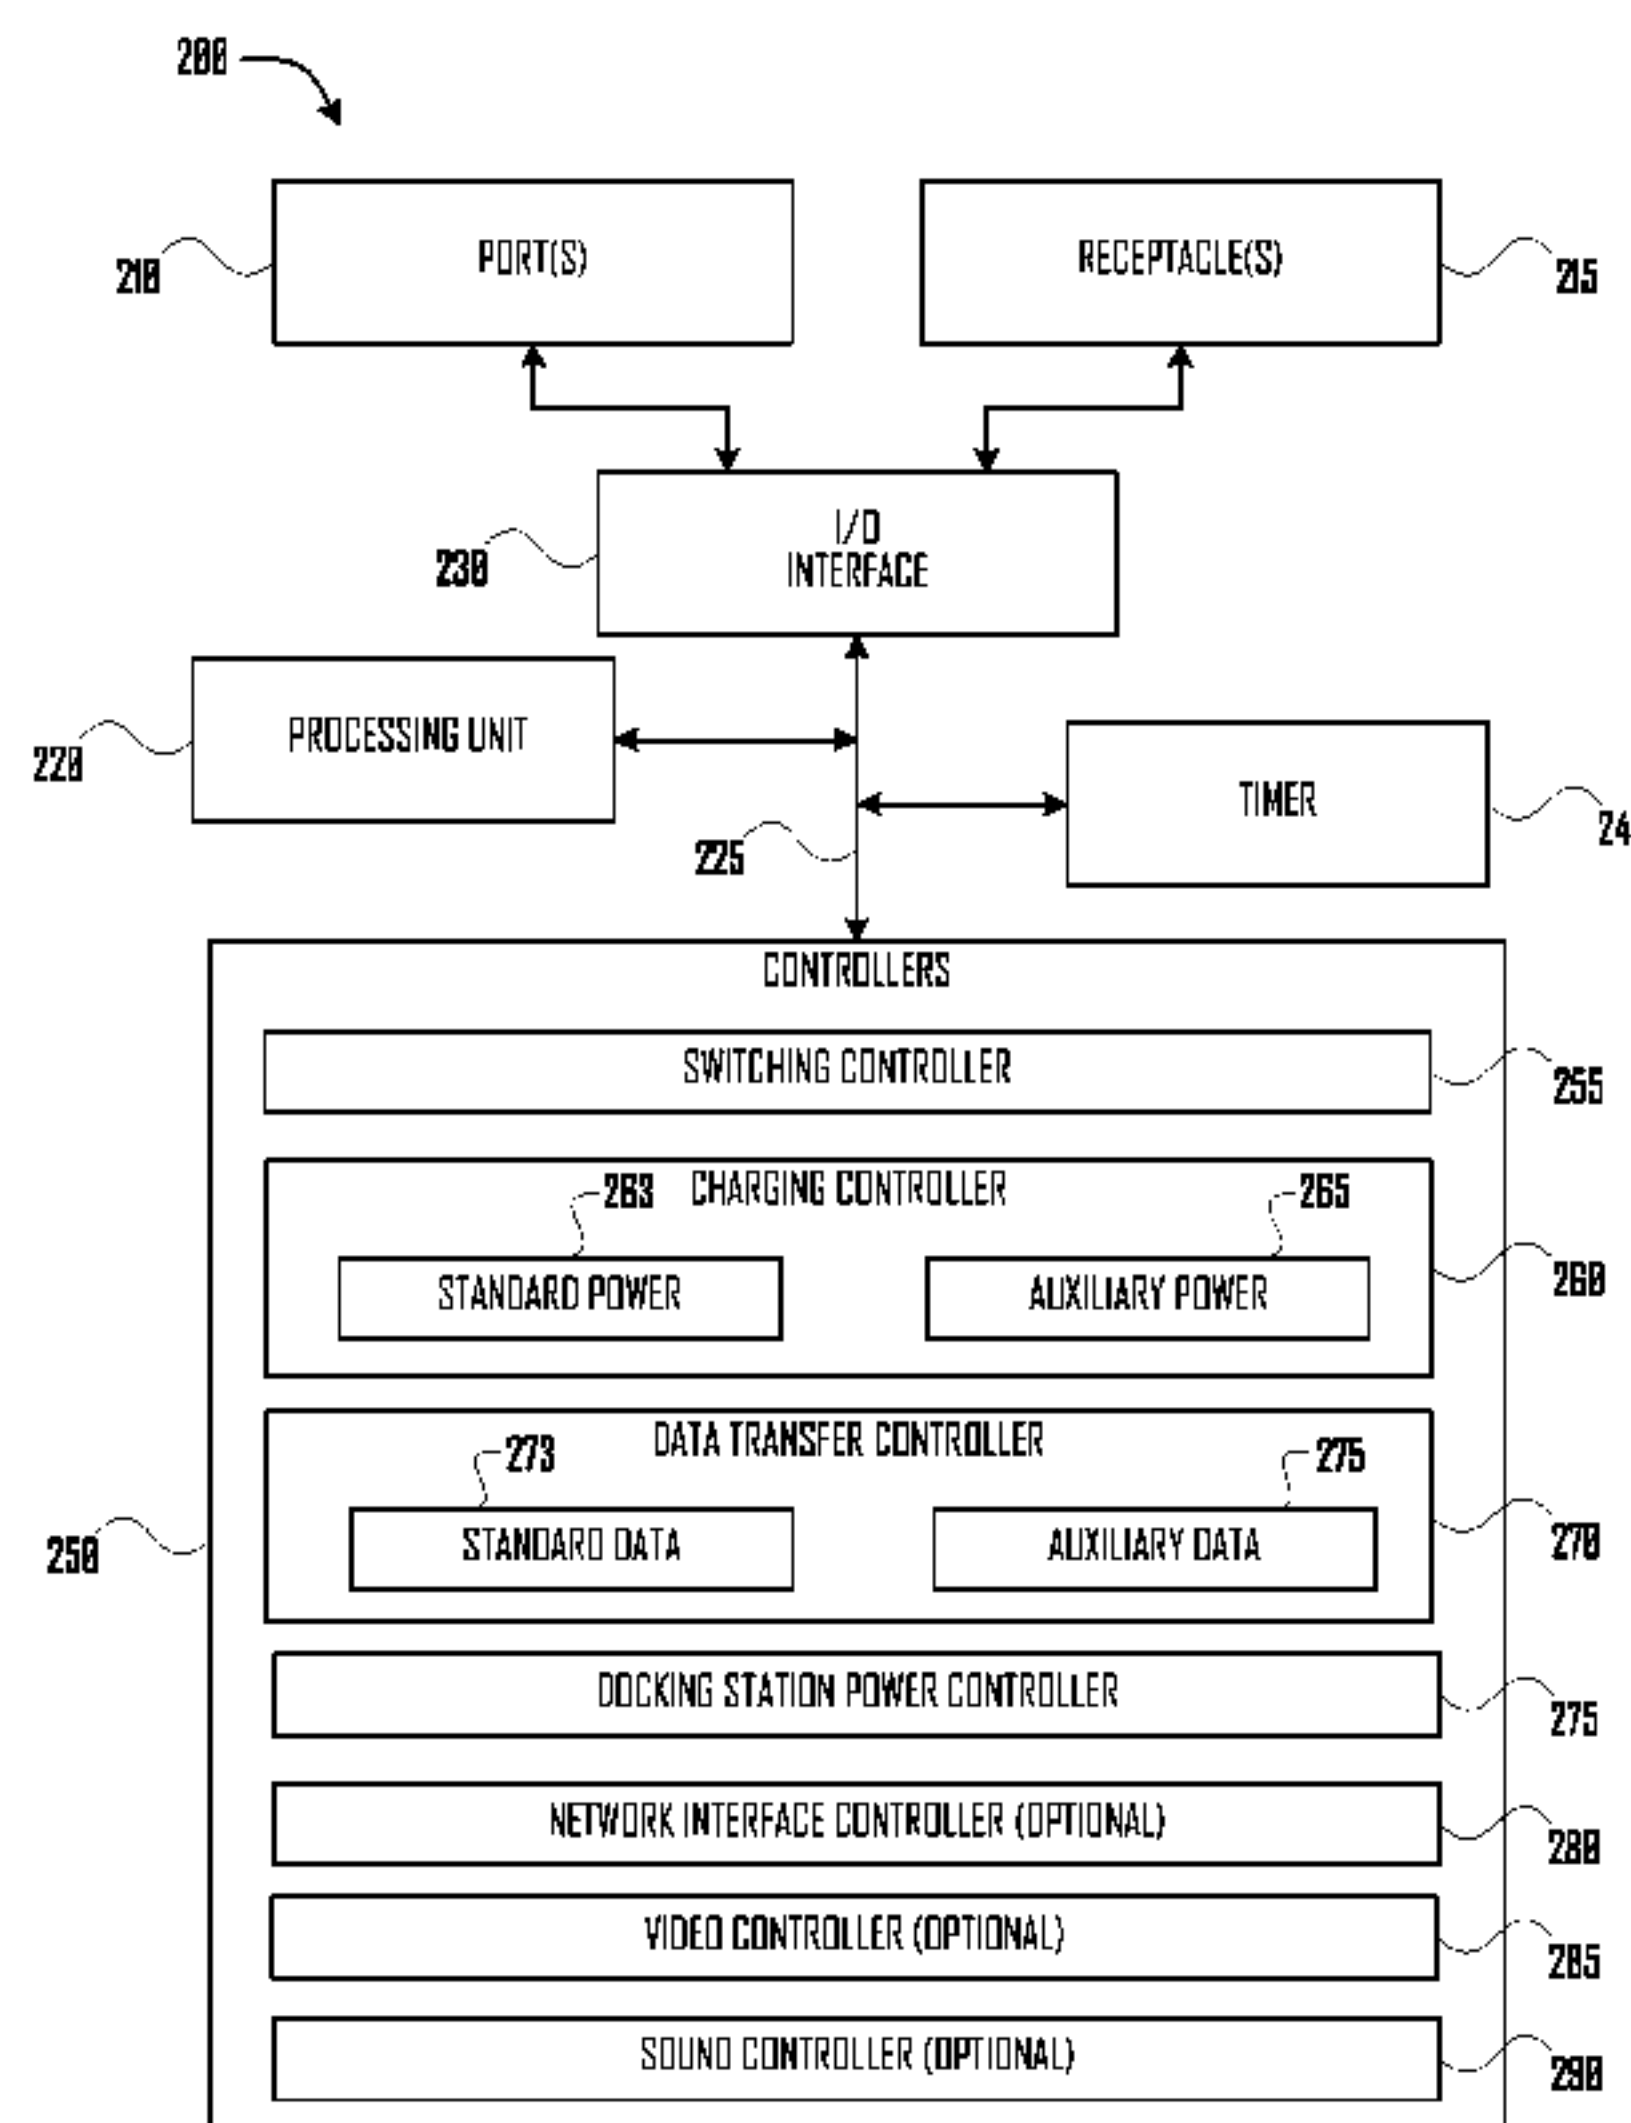 200
PORT(S)
RECEPTACLE(S)
210
215
I/O
INTERFACE
230
PROCESSING UNIT
220
TIMER
24
225
CONTROLLERS
SWITCHING CONTROLLER
255
263
CHARGING CONTROLLER
265
STANDARD POWER
AUXILIARY POWER
260
DATA TRANSFER CONTROLLER
273
275
STANDARD DATA
AUXILIARY DATA
250
270
DOCKING STATION POWER CONTROLLER
275
NETWORK INTERFACE CONTROLLER (OPTIONAL)
280
VIDEO CONTROLLER (OPTIONAL)
285
SOUND CONTROLLER (OPTIONAL)
290